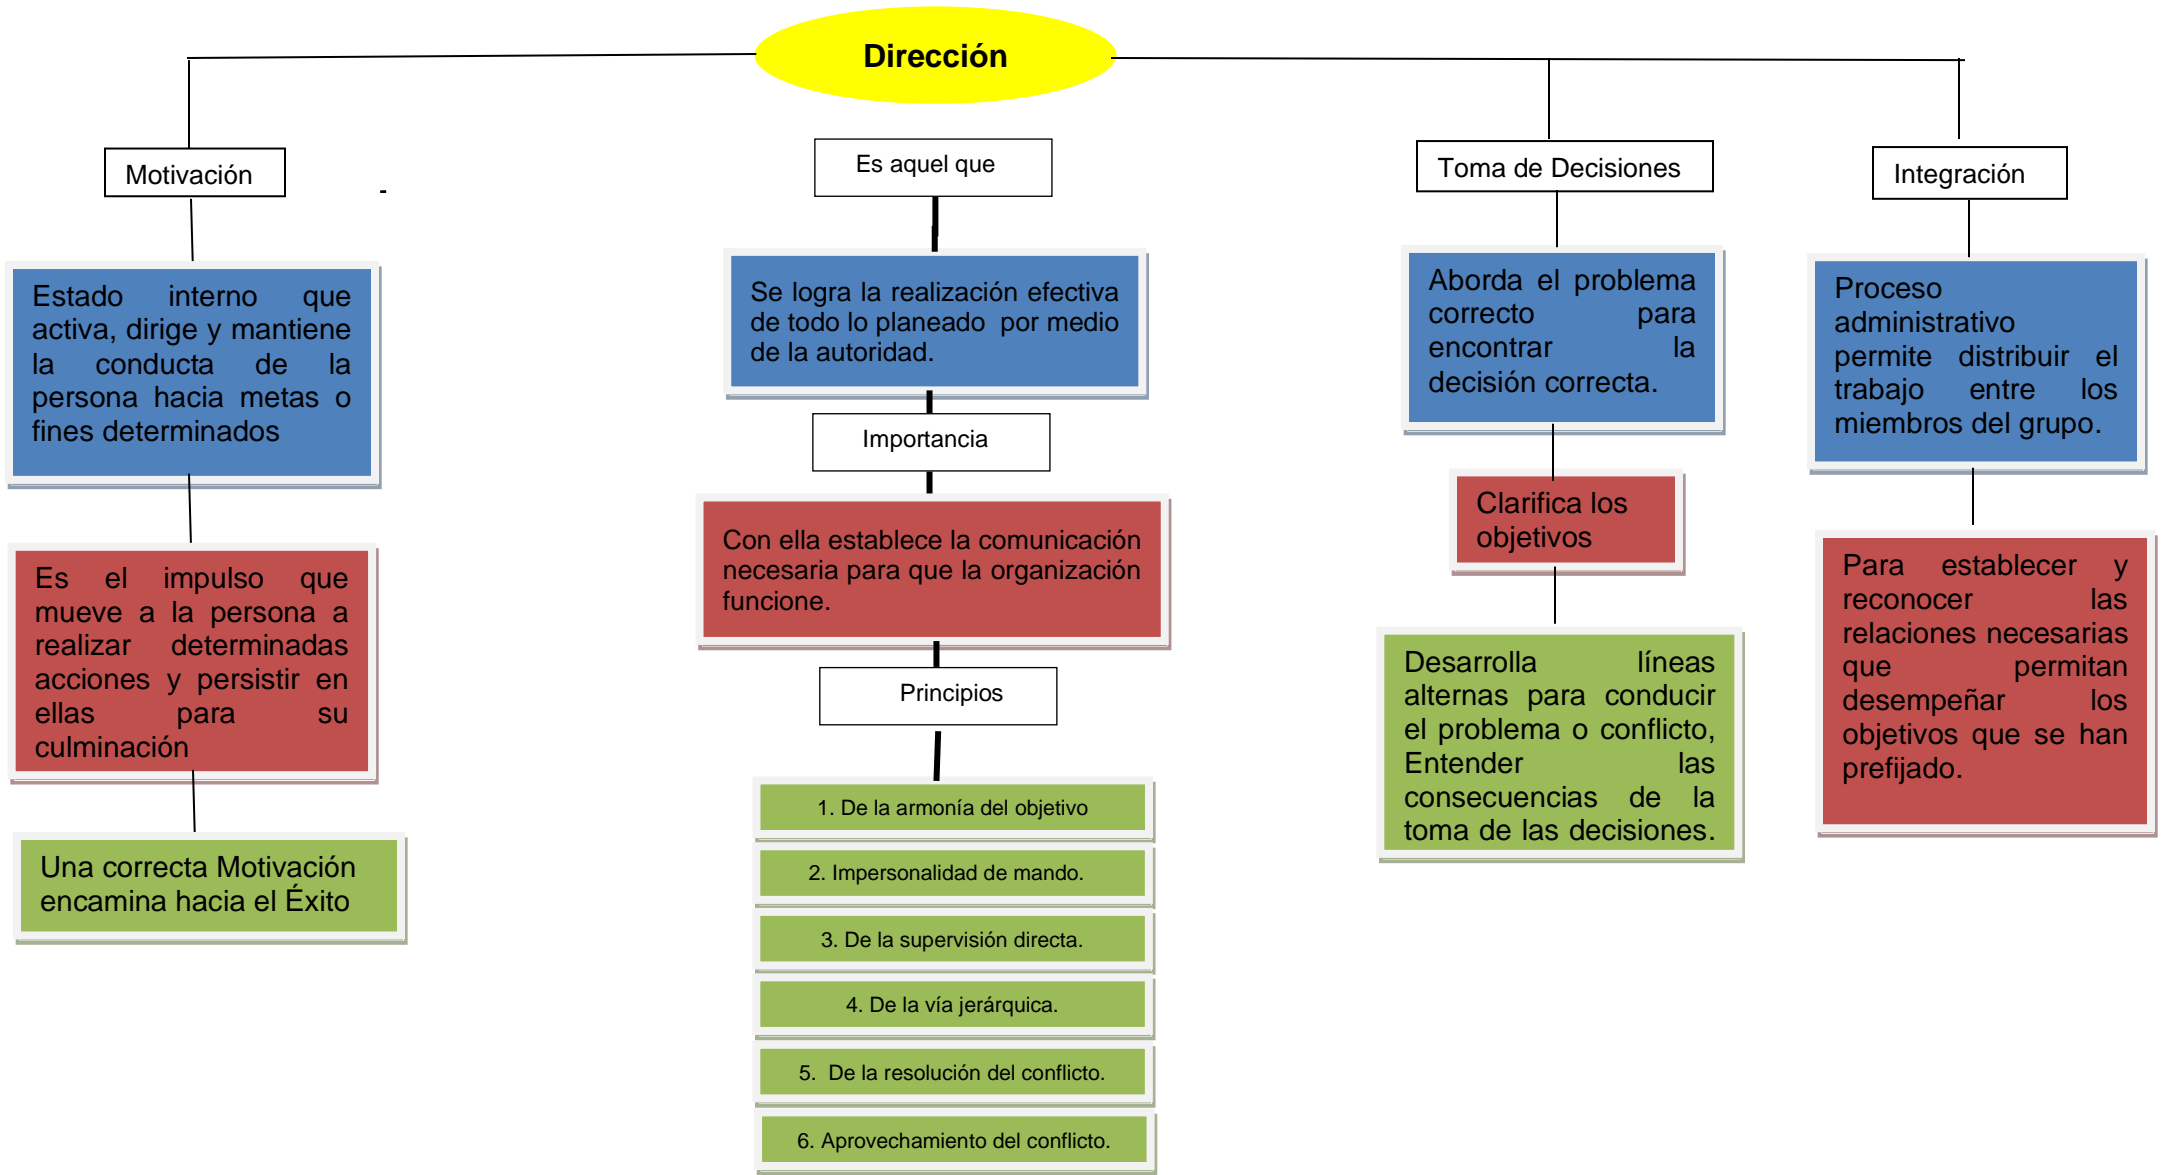 Dirección
Motivación
-
Estado interno que
activa, dirige y mantiene
la conducta de la
persona hacia metas o
fines determinados
Es el impulso que
mueve a la persona a
realizar determinadas
acciones y persistir en
ellas para su
culminación
Una correcta Motivación
encamina hacia el Éxito
Es aquel que
Se logra la realización efectiva
de todo lo planeado por medio
de la autoridad.
Importancia
Con ella establece la comunicación
necesaria para que la organización
funcione.
Principios
1. De la armonía del objetivo
2. Impersonalidad de mando.
3. De la supervisión directa.
4. De la vía jerárquica.
5. De la resolución del conflicto.
6. Aprovechamiento del conflicto.
Toma de Decisiones
Aborda el problema
correcto para
encontrar la
decisión correcta.
Clarifica los
objetivos
Desarrolla líneas
alternas para conducir
el problema o conflicto,
Entender las
consecuencias de la
toma de las decisiones.
Integración
Proceso
administrativo
permite distribuir el
trabajo entre los
miembros del grupo.
Para establecer y
reconocer las
relaciones necesarias
que permitan
desempeñar los
objetivos que se han
prefijado.